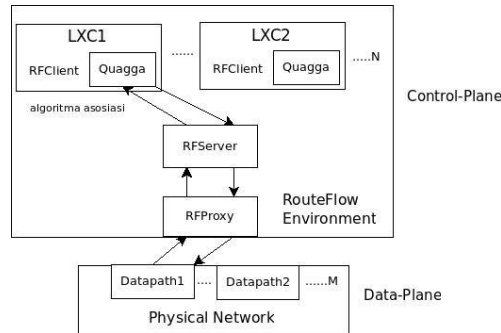 LXC1
RFClient
Quagga
......
LXC2
RFClient
Quagga
.....N
algoritma asosiasi
Control-Plane
RFServer
RouteFlow
Environment
RFProxy
Datapath1
....
Datapath2
......M
Data-Plane
Physical Network